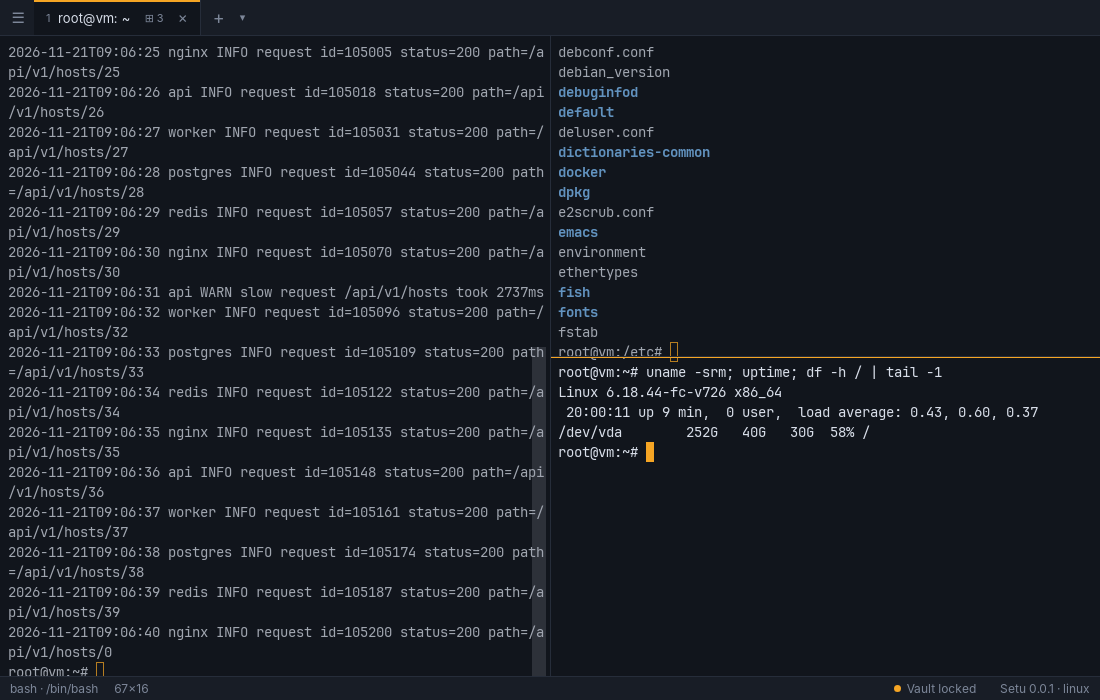 ☰ 1 root@vm: ~ ⊞ 3 × + ▾
2026-11-21T09:06:25 nginx INFO request id=105005 status=200 path=/a
pi/v1/hosts/25
2026-11-21T09:06:26 api INFO request id=105018 status=200 path=/api
/v1/hosts/26
2026-11-21T09:06:27 worker INFO request id=105031 status=200 path=/
api/v1/hosts/27
2026-11-21T09:06:28 postgres INFO request id=105044 status=200 path
=/api/v1/hosts/28
2026-11-21T09:06:29 redis INFO request id=105057 status=200 path=/a
pi/v1/hosts/29
2026-11-21T09:06:30 nginx INFO request id=105070 status=200 path=/a
pi/v1/hosts/30
2026-11-21T09:06:31 api WARN slow request /api/v1/hosts took 2737ms
2026-11-21T09:06:32 worker INFO request id=105096 status=200 path=/
api/v1/hosts/32
2026-11-21T09:06:33 postgres INFO request id=105109 status=200 path
=/api/v1/hosts/33
2026-11-21T09:06:34 redis INFO request id=105122 status=200 path=/a
pi/v1/hosts/34
2026-11-21T09:06:35 nginx INFO request id=105135 status=200 path=/a
pi/v1/hosts/35
2026-11-21T09:06:36 api INFO request id=105148 status=200 path=/api
/v1/hosts/36
2026-11-21T09:06:37 worker INFO request id=105161 status=200 path=/
api/v1/hosts/37
2026-11-21T09:06:38 postgres INFO request id=105174 status=200 path
=/api/v1/hosts/38
2026-11-21T09:06:39 redis INFO request id=105187 status=200 path=/a
pi/v1/hosts/39
2026-11-21T09:06:40 nginx INFO request id=105200 status=200 path=/a
pi/v1/hosts/0
root@vm:~#
debconf.conf
debian_version
debuginfod
default
deluser.conf
dictionaries-common
docker
dpkg
e2scrub.conf
emacs
environment
ethertypes
fish
fonts
fstab
root@vm:/etc#
root@vm:~# uname -srm; uptime; df -h / | tail -1
Linux 6.18.44-fc-v726 x86_64
 20:00:11 up 9 min,  0 user,  load average: 0.43, 0.60, 0.37
/dev/vda        252G   40G   30G  58% /
root@vm:~#
bash · /bin/bash 67×16 Vault locked Setu 0.0.1 · linux